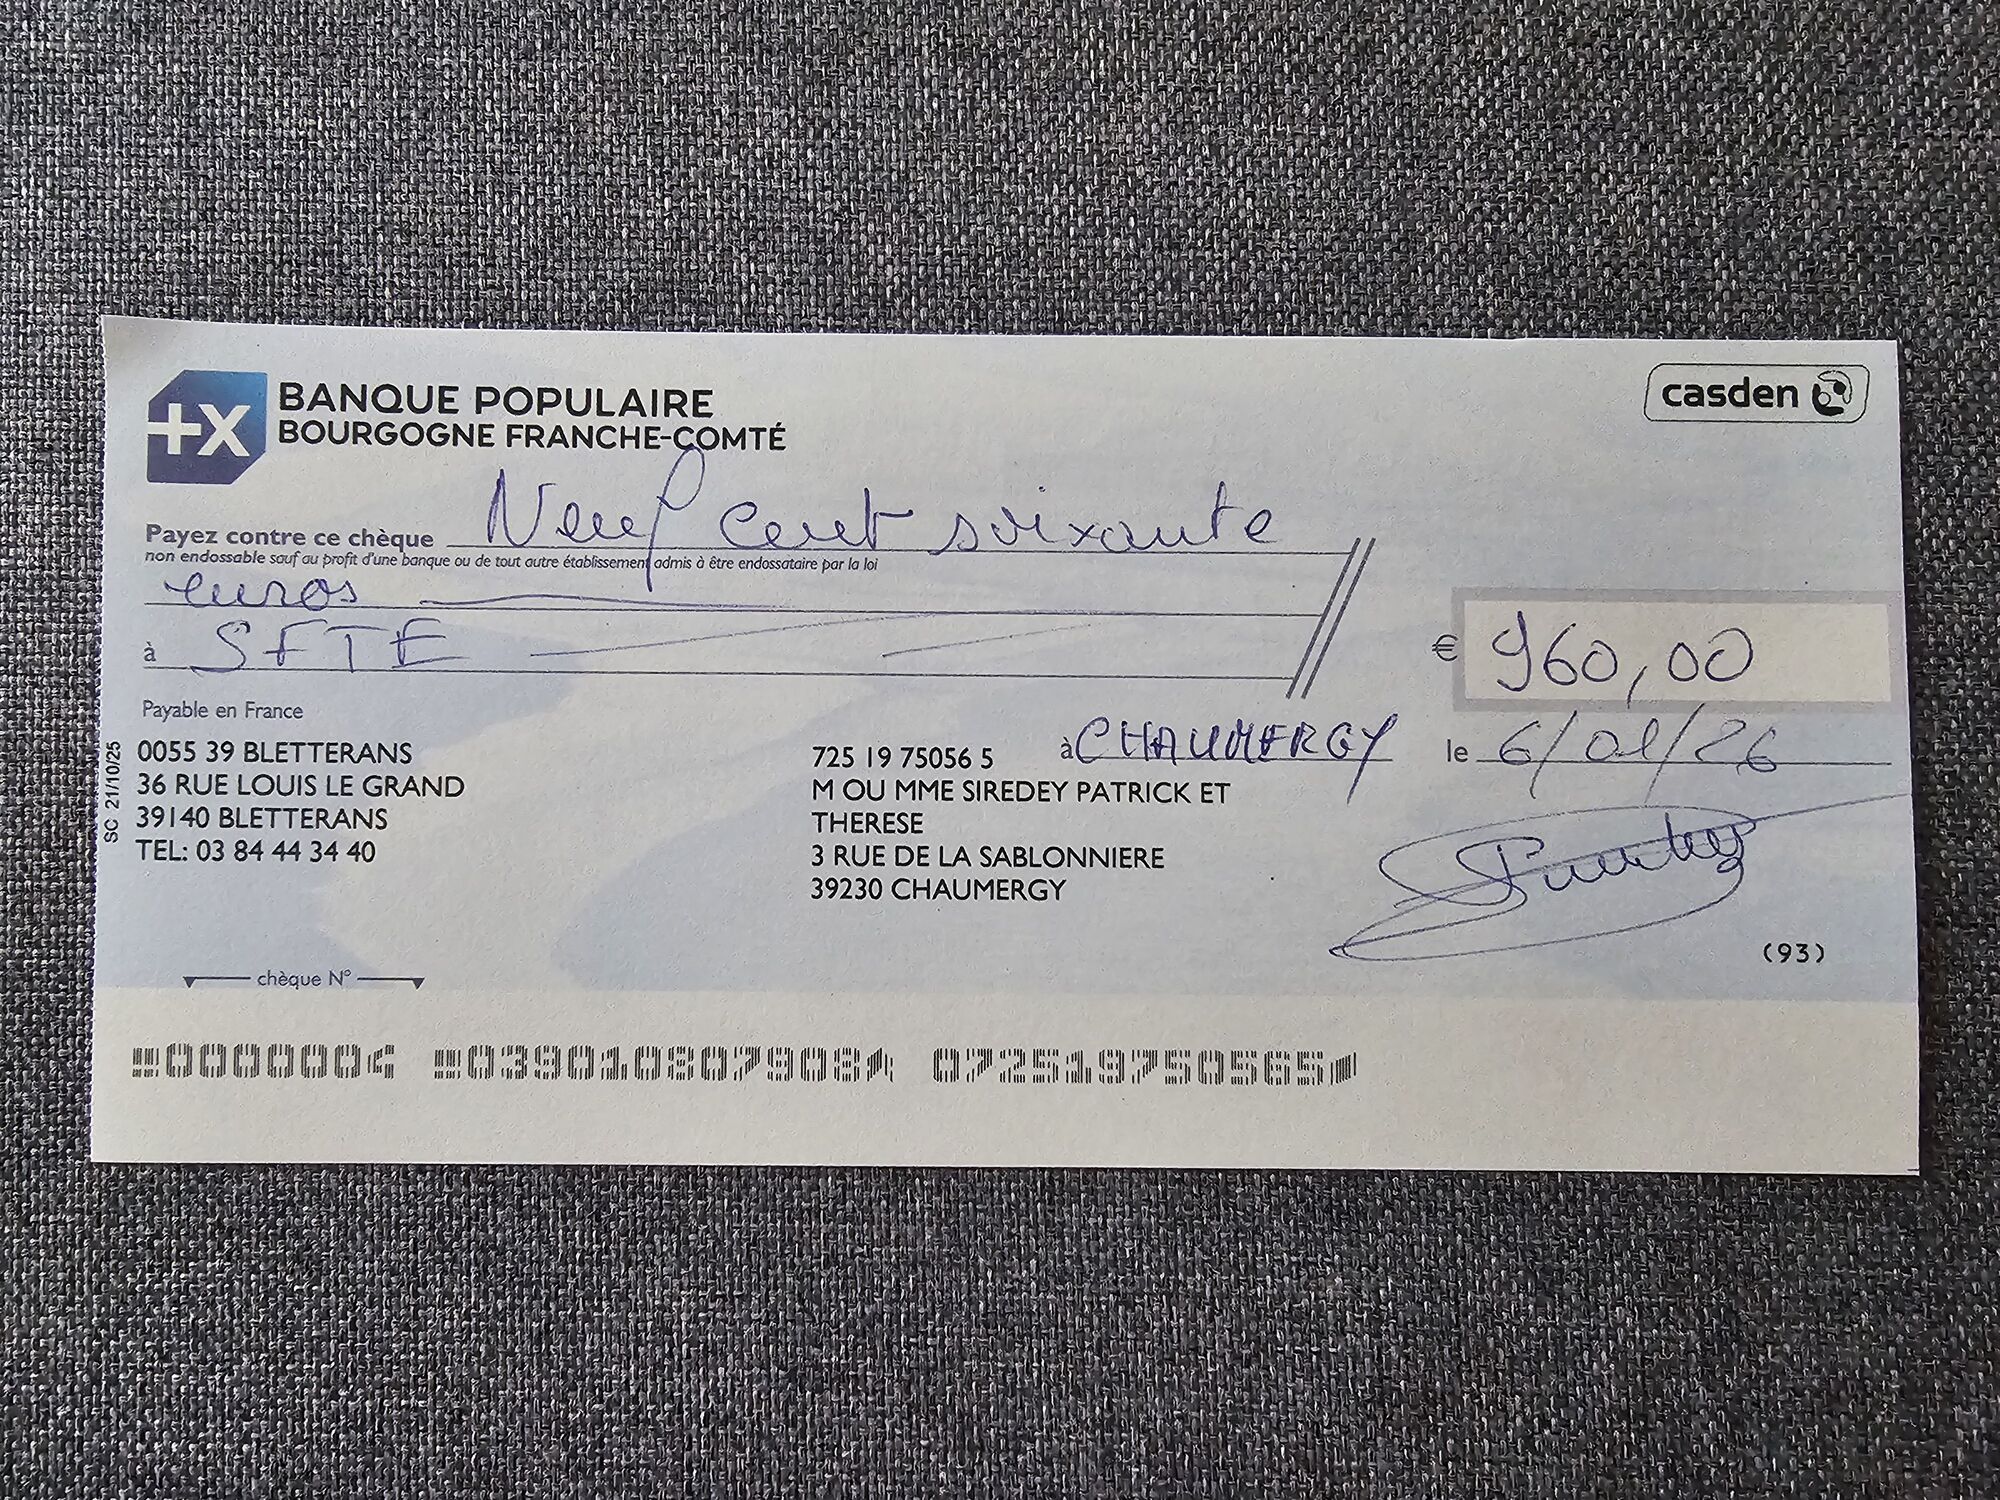 +X BANQUE POPULAIRE
BOURGOGNE FRANCHE-COMTÉ
casden
Payez contre ce chèque Neuf cent soixante
non endossable sauf au profit d'une banque ou de tout autre établissement admis à être endossataire par la loi
euros
à SFTE
€ 960,00
Payable en France
à CHAUMERGY le 6/01/26
SC 21/10/25
0055 39 BLETTERANS
36 RUE LOUIS LE GRAND
39140 BLETTERANS
TEL: 03 84 44 34 40
725 19 75056 5
M OU MME SIREDEY PATRICK ET
THERESE
3 RUE DE LA SABLONNIERE
39230 CHAUMERGY
(93)
chèque N°
0000004 039010807908 072519750565